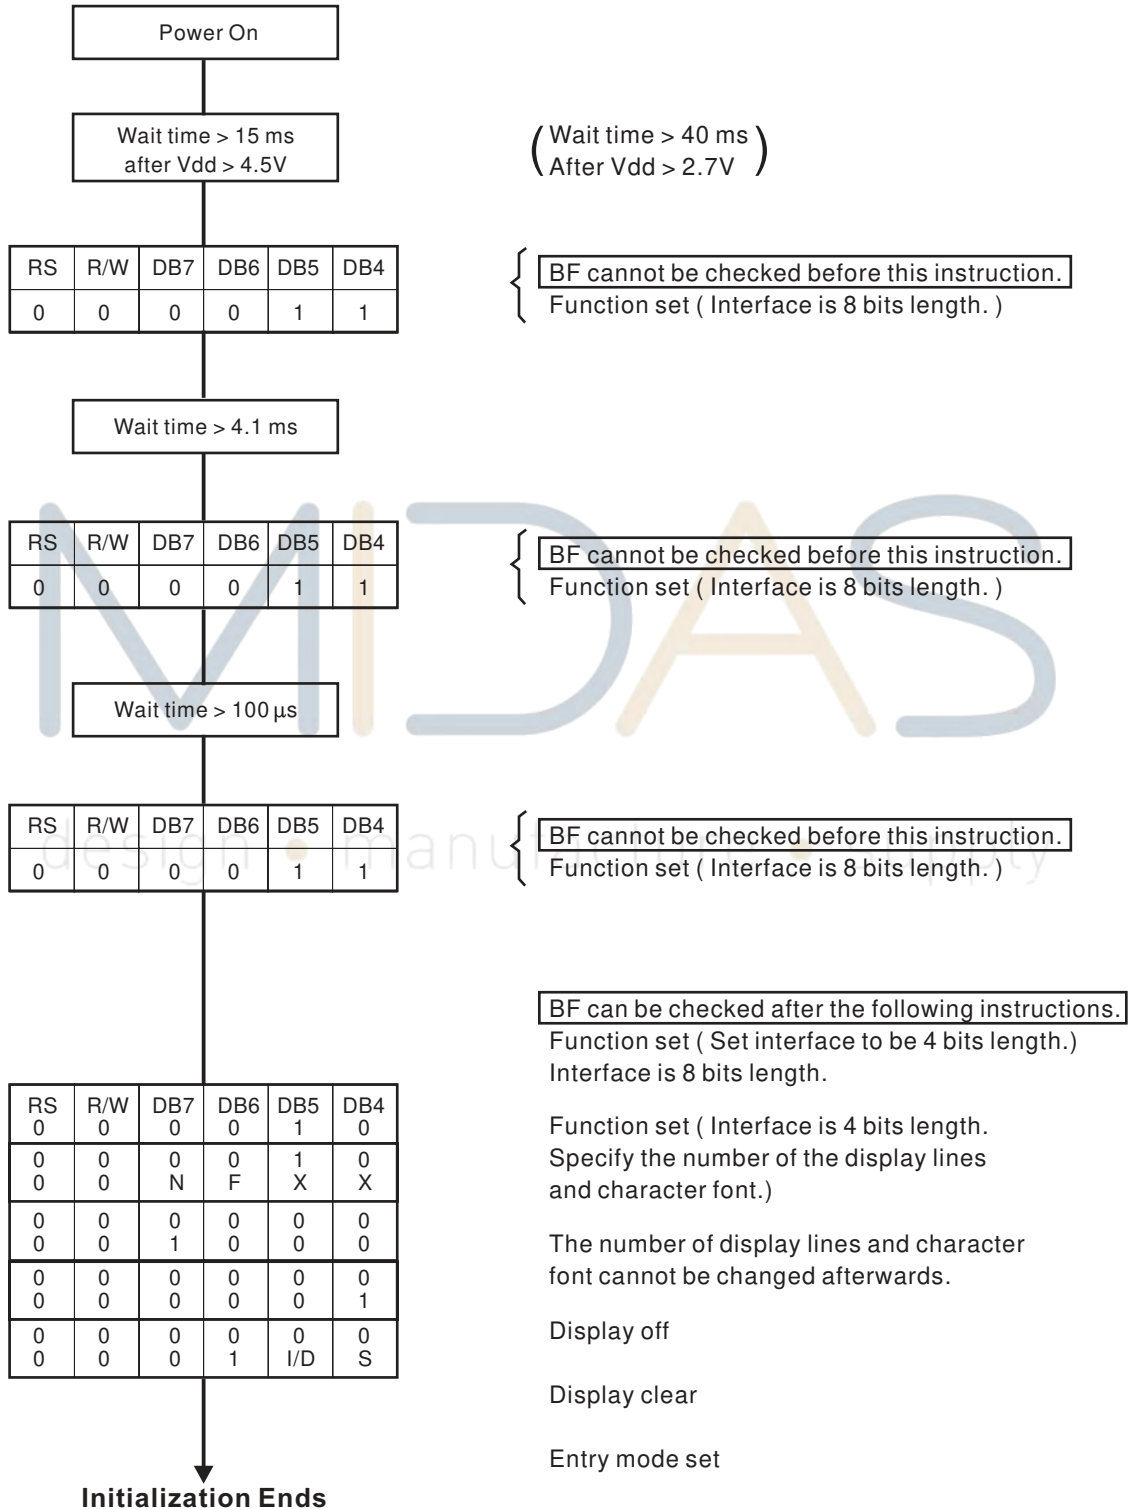 Power On
Wait time > 15 ms
after Vdd > 4.5V
(Wait time > 40 ms
After Vdd > 2.7V)
RS R/W DB7 DB6 DB5 DB4
0 0 0 0 1 1
BF cannot be checked before this instruction.
Function set ( Interface is 8 bits length. )
Wait time > 4.1 ms
RS R/W DB7 DB6 DB5 DB4
0 0 0 0 1 1
BF cannot be checked before this instruction.
Function set ( Interface is 8 bits length. )
MIDAS
Wait time > 100 μs
RS R/W DB7 DB6 DB5 DB4
0 0 0 0 1 1
BF cannot be checked before this instruction.
Function set ( Interface is 8 bits length. )
design • manufacture • supply
BF can be checked after the following instructions.
Function set ( Set interface to be 4 bits length.)
Interface is 8 bits length.
RS R/W DB7 DB6 DB5 DB4
0 0 0 0 1 0
0 0 0 0 1 0
0 0 N F X X
0 0 0 0 0 0
0 0 1 0 0 0
0 0 0 0 0 0
0 0 0 0 0 1
0 0 0 0 0 0
0 0 0 1 I/D S
Function set ( Interface is 4 bits length.
Specify the number of the display lines
and character font.)
The number of display lines and character
font cannot be changed afterwards.
Display off
Display clear
Entry mode set
Initialization Ends